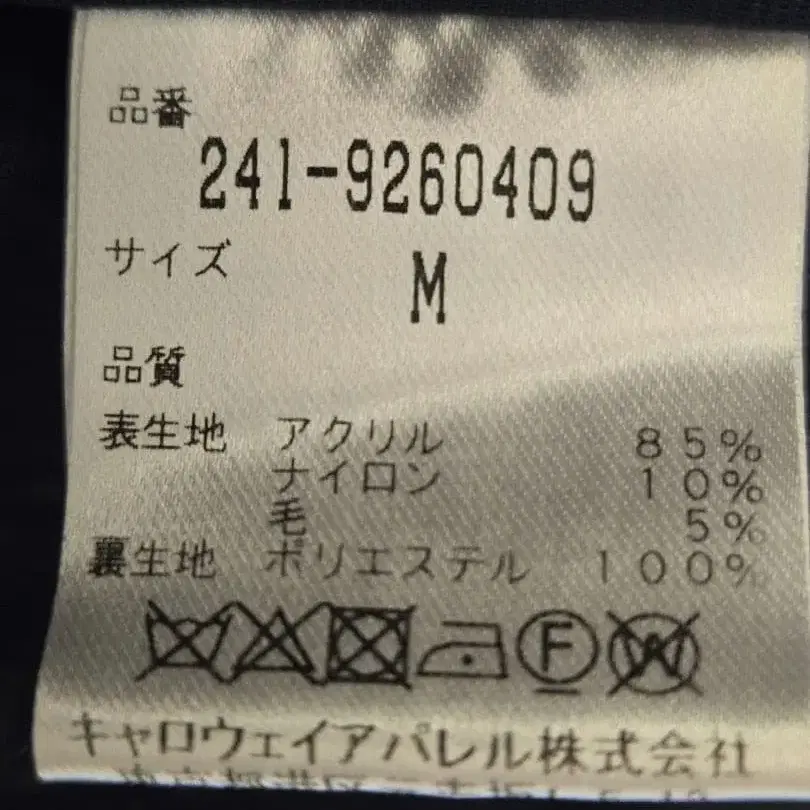 品番
241-9260409
サイズ
M
品質
表生地 アクリル 85%
ナイロン 10%
毛 5%
裏生地 ポリエステル 100%
F W
キャロウェイアパレル株式会社